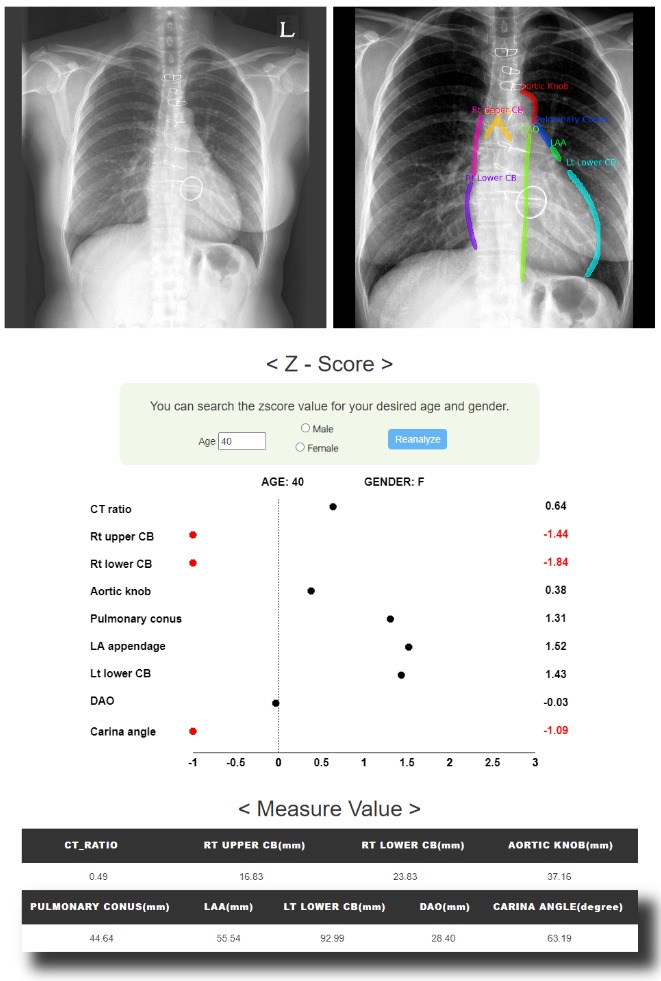 L
Aortic Knob
Rt Upper CB
Pulmonary Conus
DAO
LAA
Lt Lower CB
Rt Lower CB
< Z - Score >
You can search the zscore value for your desired age and gender.
Age 40
Male
Female
Reanalyze
AGE: 40 GENDER: F
CT ratio 0.64
Rt upper CB -1.44
Rt lower CB -1.84
Aortic knob 0.38
Pulmonary conus 1.31
LA appendage 1.52
Lt lower CB 1.43
DAO -0.03
Carina angle -1.09
-1 -0.5 0 0.5 1 1.5 2 2.5 3
< Measure Value >
CT_RATIO RT UPPER CB(mm) RT LOWER CB(mm) AORTIC KNOB(mm)
0.49 16.83 23.83 37.16
PULMONARY CONUS(mm) LAA(mm) LT LOWER CB(mm) DAO(mm) CARINA ANGLE(degree)
44.64 55.54 92.99 28.40 63.19